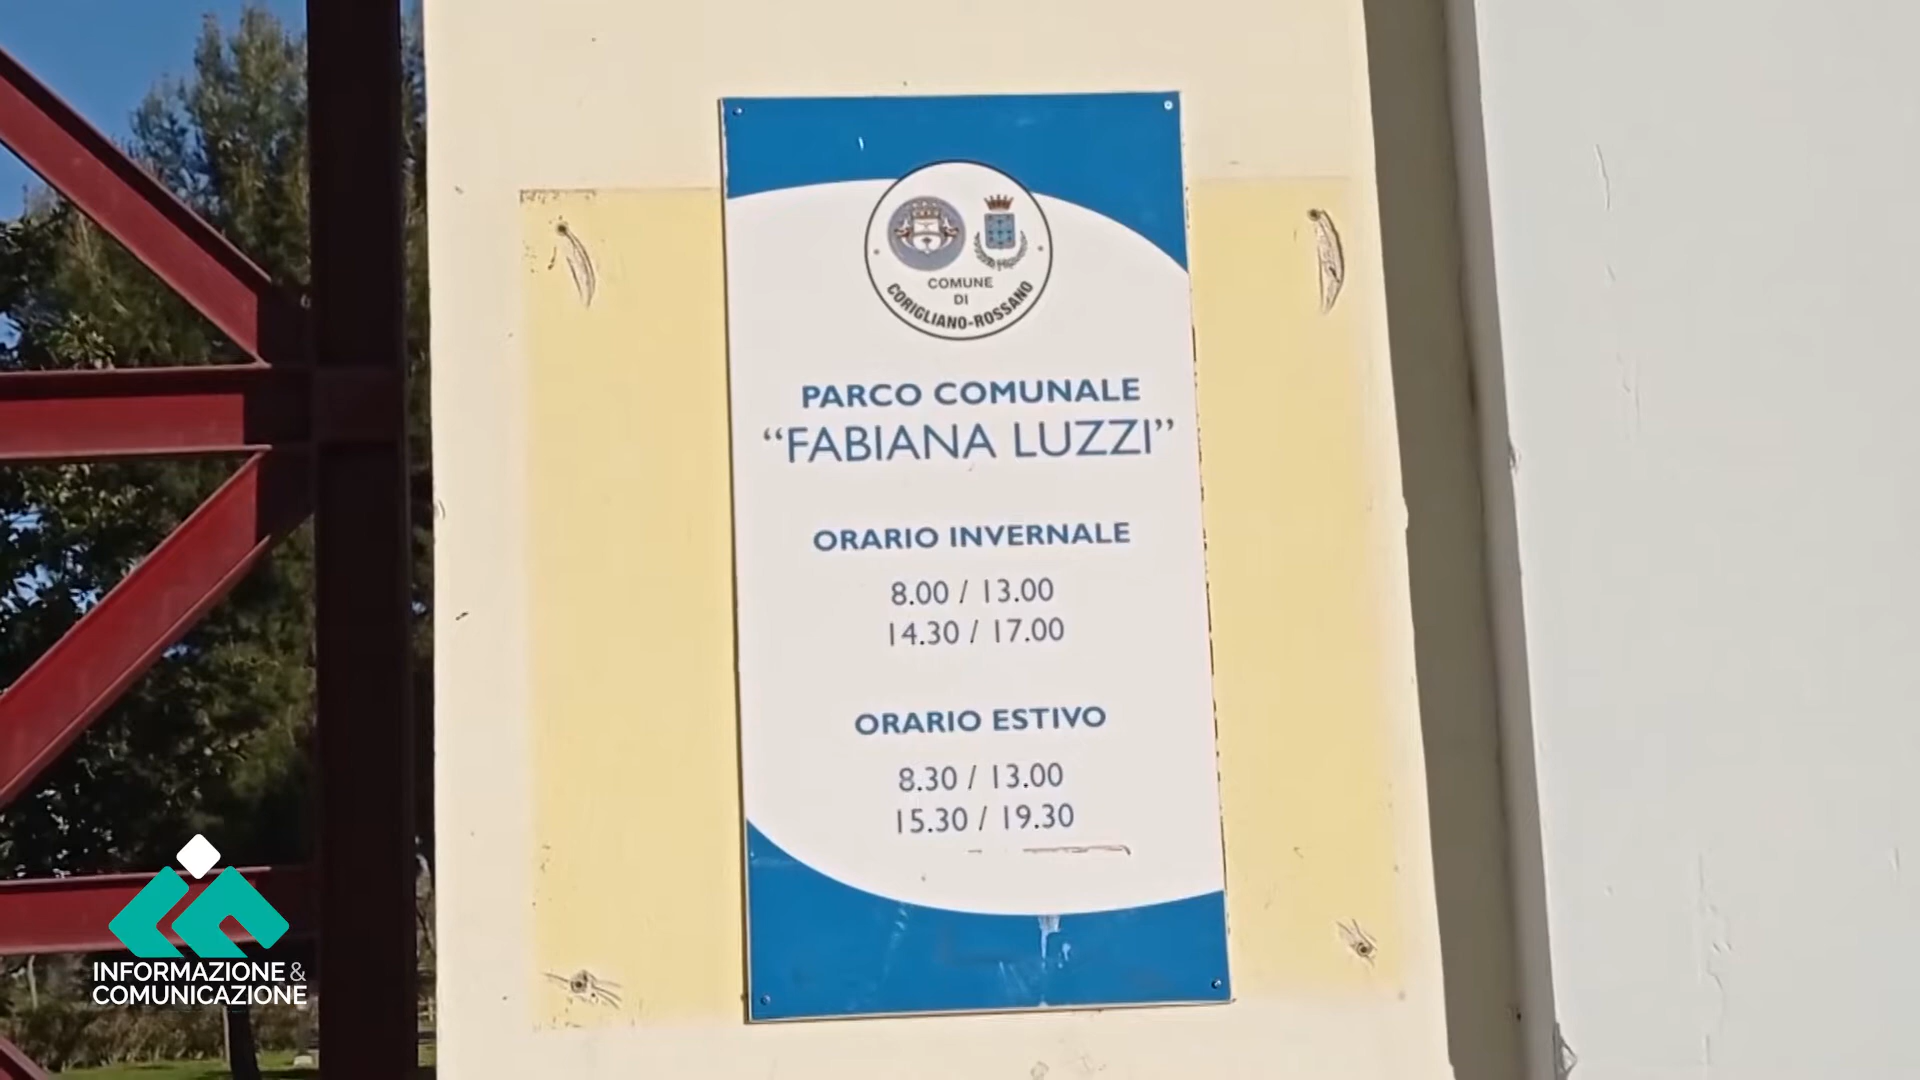 COMUNE
DI
CORIGLIANO-ROSSANO
PARCO COMUNALE
“FABIANA LUZZI”
ORARIO INVERNALE
8.00 / 13.00
14.30 / 17.00
ORARIO ESTIVO
8.30 / 13.00
15.30 / 19.30
INFORMAZIONE &
COMUNICAZIONE